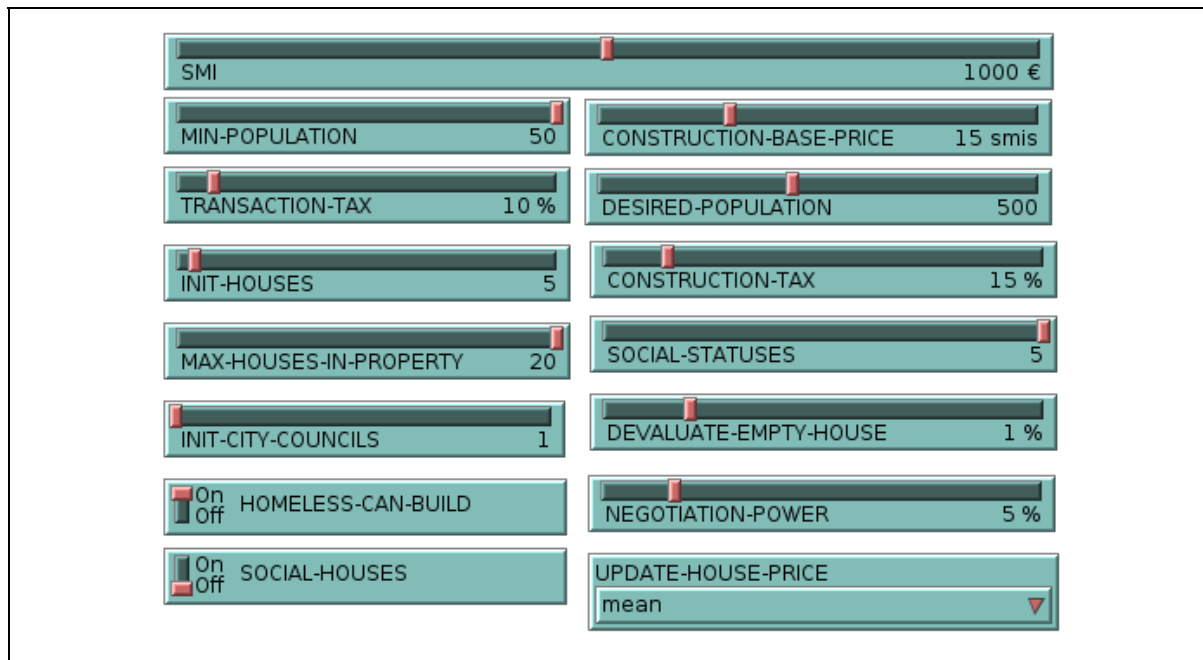 SMI 1000 €
MIN-POPULATION 50
CONSTRUCTION-BASE-PRICE 15 smis
TRANSACTION-TAX 10 %
DESIRED-POPULATION 500
INIT-HOUSES 5
CONSTRUCTION-TAX 15 %
MAX-HOUSES-IN-PROPERTY 20
SOCIAL-STATUSES 5
INIT-CITY-COUNCILS 1
DEVALUATE-EMPTY-HOUSE 1 %
On
Off
HOMELESS-CAN-BUILD
NEGOTIATION-POWER 5 %
On
Off
SOCIAL-HOUSES
UPDATE-HOUSE-PRICE
mean